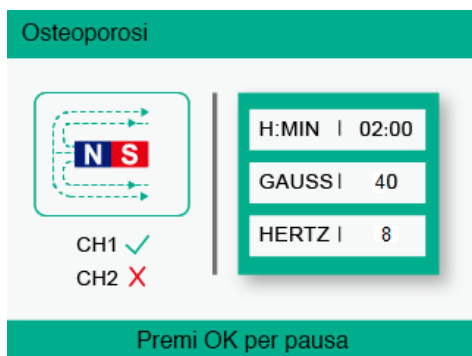 Osteoporosi
N S
CH1 ✓
CH2 X
H:MIN | 02:00
GAUSS | 40
HERTZ | 8
Premi OK per pausa